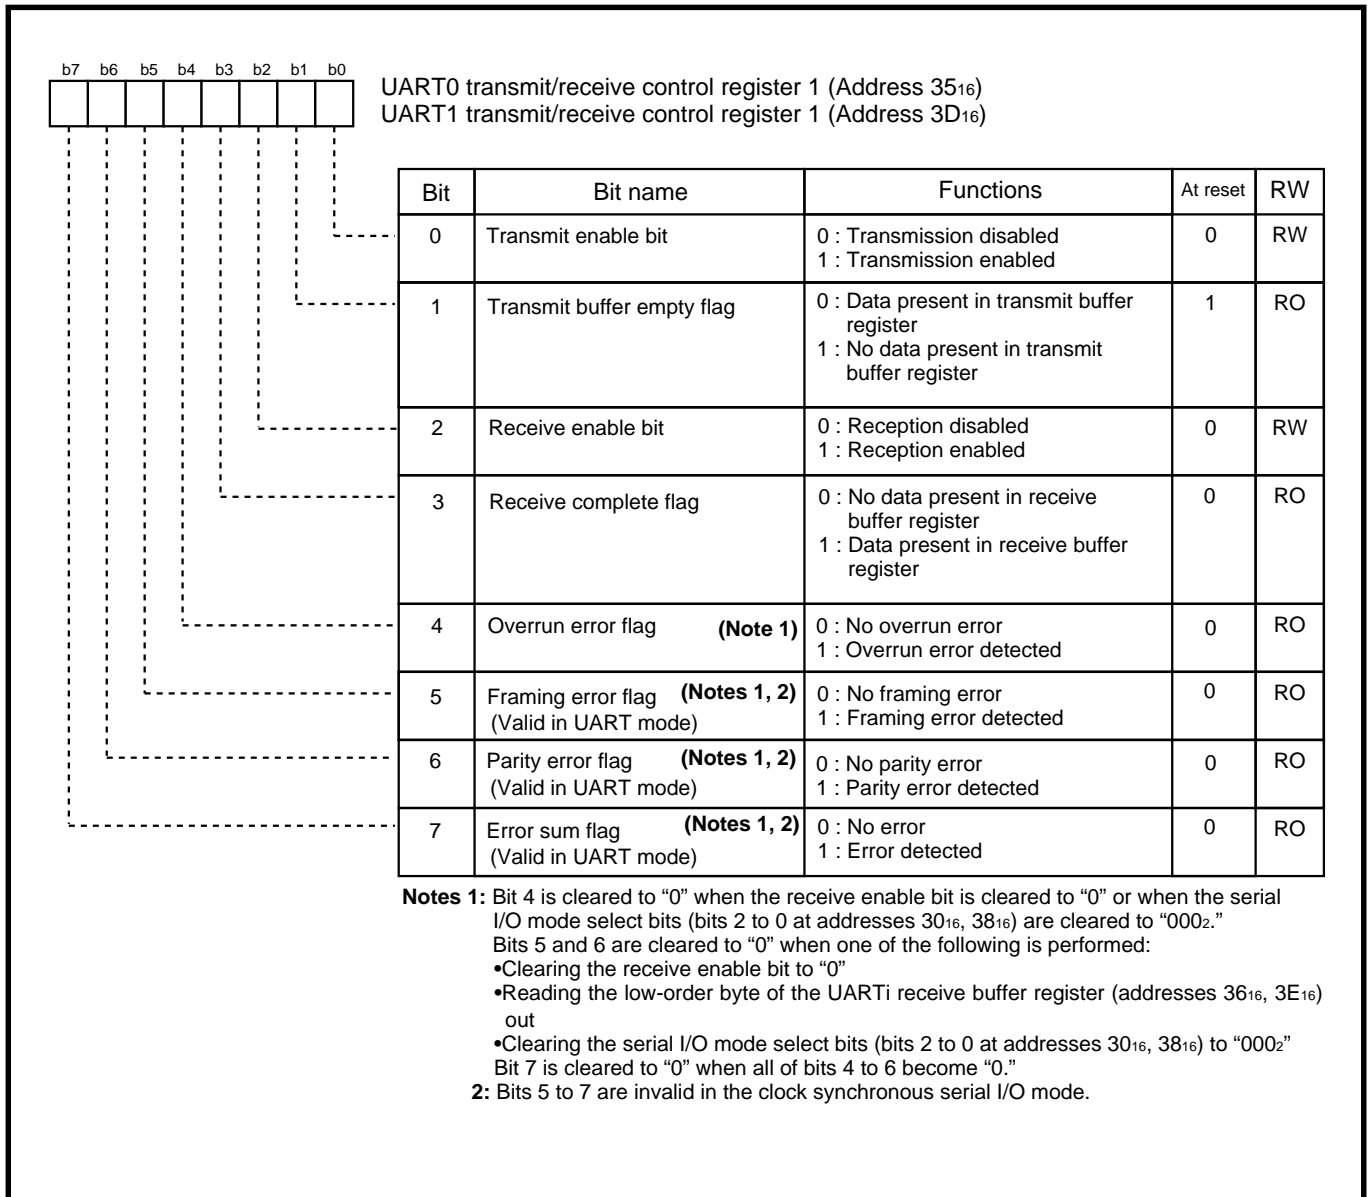 b7 b6 b5 b4 b3 b2 b1 b0
UART0 transmit/receive control register 1 (Address 3516)
UART1 transmit/receive control register 1 (Address 3D16)
Bit Bit name Functions At reset RW
0 Transmit enable bit 0 : Transmission disabled 0 RW
1 : Transmission enabled
1 Transmit buffer empty flag 0 : Data present in transmit buffer 1 RO
register
1 : No data present in transmit
buffer register
2 Receive enable bit 0 : Reception disabled 0 RW
1 : Reception enabled
3 Receive complete flag 0 : No data present in receive 0 RO
buffer register
1 : Data present in receive buffer
register
4 Overrun error flag (Note 1) 0 : No overrun error 0 RO
1 : Overrun error detected
5 Framing error flag (Notes 1, 2) 0 : No framing error 0 RO
(Valid in UART mode) 1 : Framing error detected
6 Parity error flag (Notes 1, 2) 0 : No parity error 0 RO
(Valid in UART mode) 1 : Parity error detected
7 Error sum flag (Notes 1, 2) 0 : No error 0 RO
(Valid in UART mode) 1 : Error detected
Notes 1: Bit 4 is cleared to “0” when the receive enable bit is cleared to “0” or when the serial
I/O mode select bits (bits 2 to 0 at addresses 3016, 3816) are cleared to “0002.”
Bits 5 and 6 are cleared to “0” when one of the following is performed:
•Clearing the receive enable bit to “0”
•Reading the low-order byte of the UARTi receive buffer register (addresses 3616, 3E16)
out
•Clearing the serial I/O mode select bits (bits 2 to 0 at addresses 3016, 3816) to “0002”
Bit 7 is cleared to “0” when all of bits 4 to 6 become “0.”
2: Bits 5 to 7 are invalid in the clock synchronous serial I/O mode.